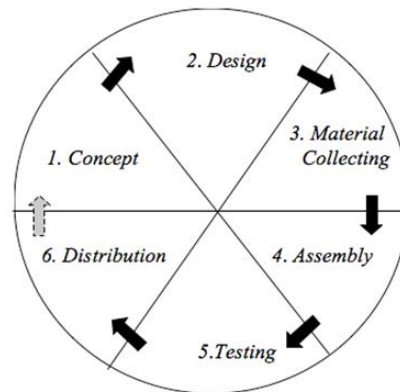 2. Design
3. Material
Collecting
1. Concept
6. Distribution
4. Assembly
5.Testing